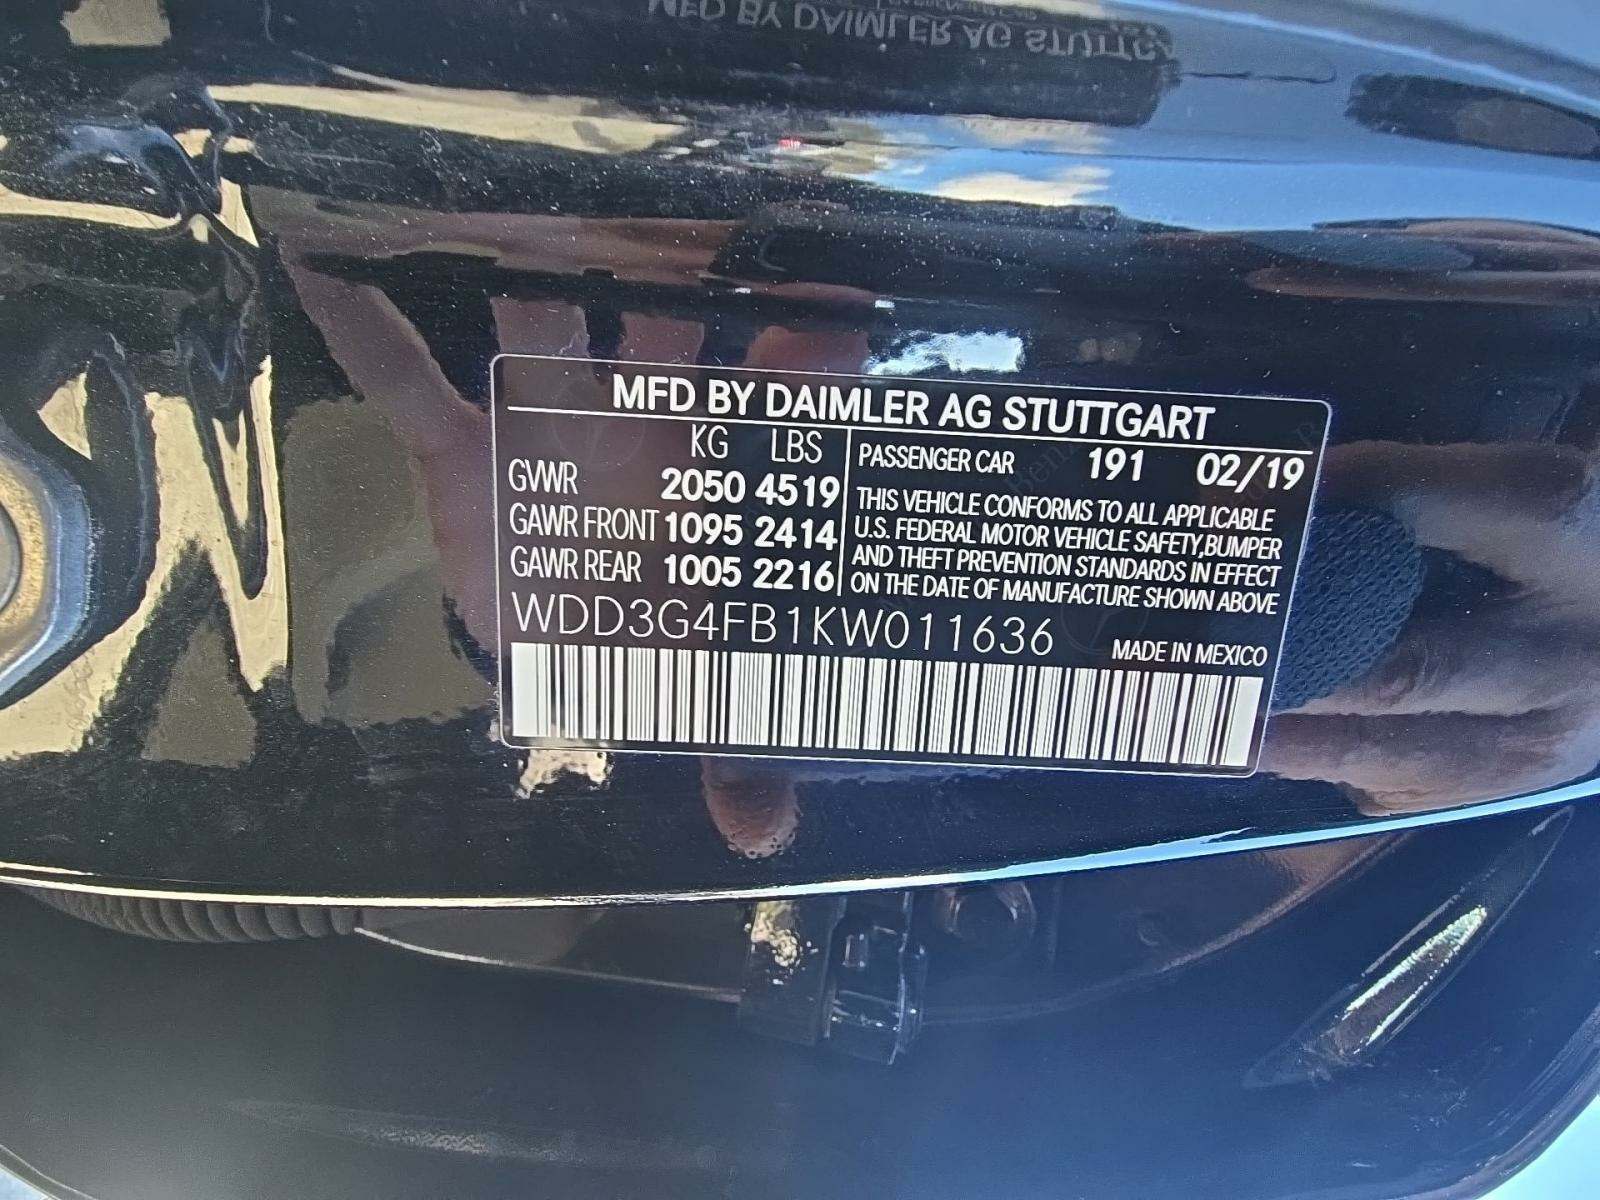 MFD BY DAIMLER AG STUTTGART
KG LBS
GVWR 2050 4519
GAWR FRONT 1095 2414
GAWR REAR 1005 2216
PASSENGER CAR 191 02/19
THIS VEHICLE CONFORMS TO ALL APPLICABLE
U.S. FEDERAL MOTOR VEHICLE SAFETY,BUMPER
AND THEFT PREVENTION STANDARDS IN EFFECT
ON THE DATE OF MANUFACTURE SHOWN ABOVE
WDD3G4FB1KW011636
MADE IN MEXICO